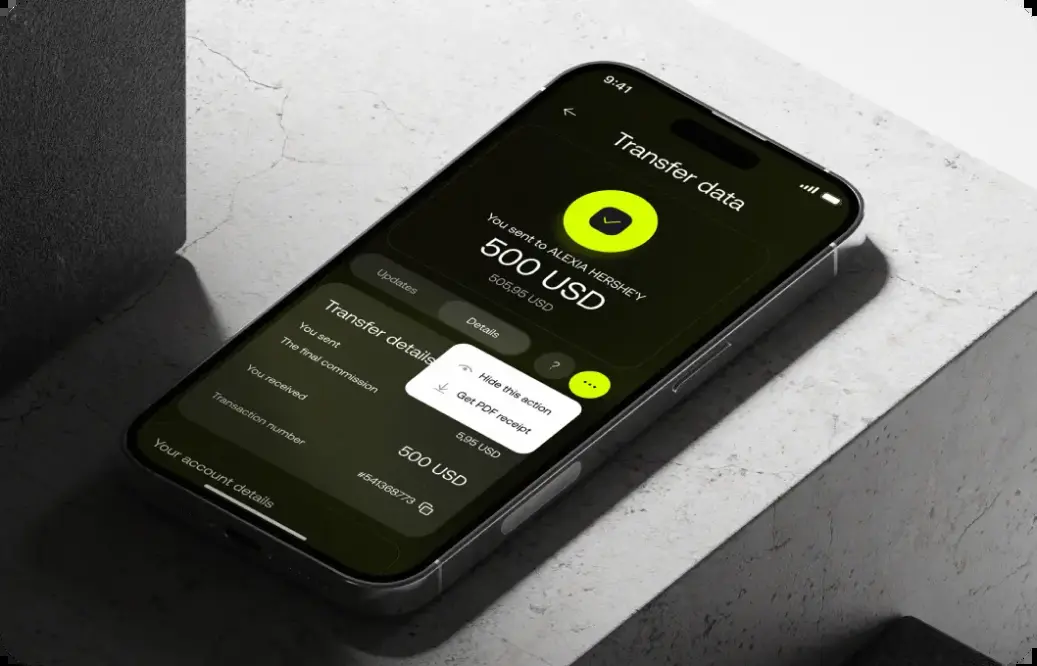 9:41
Transfer data
You sent to ALEXIA HERSHEY
500 USD
505,95 USD
Updates
Details
?
Transfer details
Hide this action
Get PDF receipt
You sent
The final commission
5,95 USD
You received
500 USD
Transaction number
#541368773
Your account details